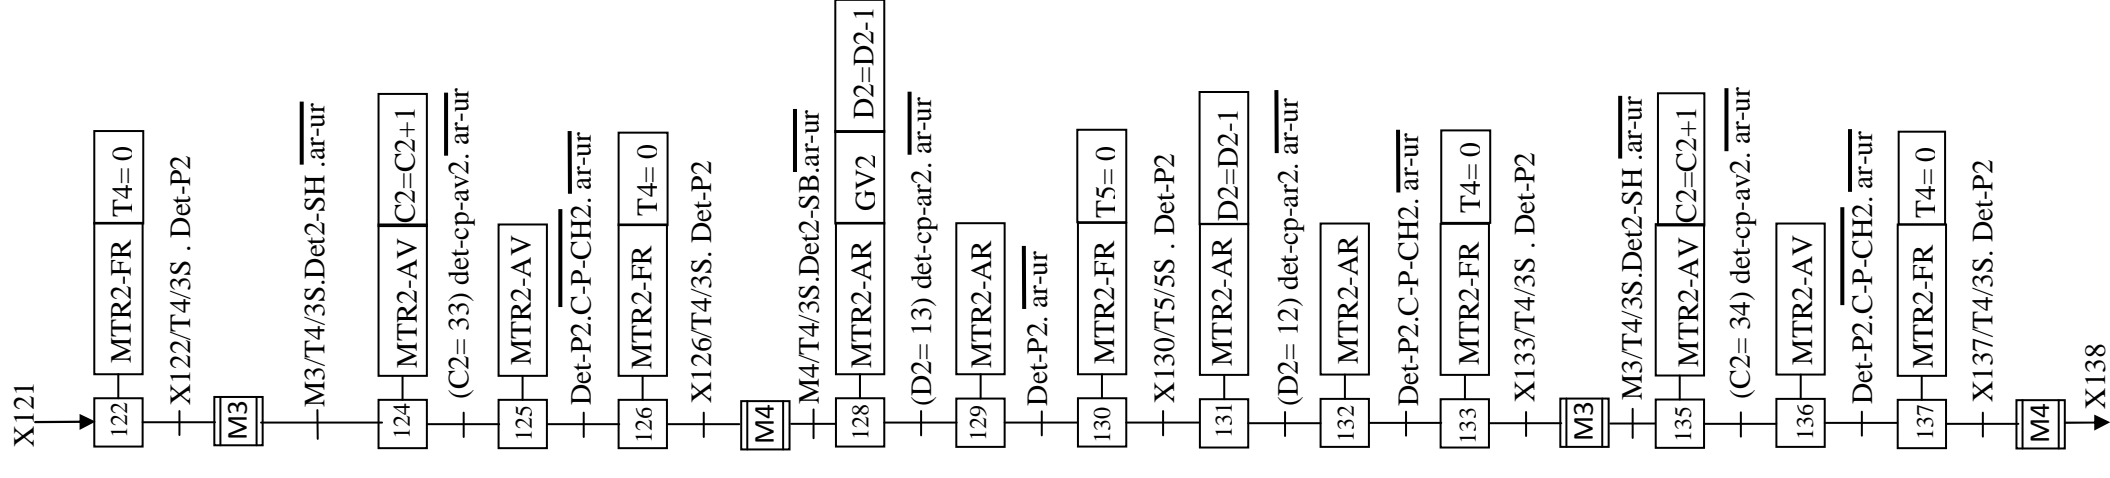 X121
122
MTR2-FR
T4= 0
X122/T4/3S . Det-P2
M3
M3/T4/3S.Det2-SH .ar-ur
124
MTR2-AV
C2=C2+1
(C2= 33) det-cp-av2. ar-ur
125
MTR2-AV
Det-P2.C-P-CH2. ar-ur
126
MTR2-FR
T4= 0
X126/T4/3S. Det-P2
M4
M4/T4/3S.Det2-SB.ar-ur
128
MTR2-AR
GV2
D2=D2-1
(D2= 13) det-cp-ar2. ar-ur
129
MTR2-AR
Det-P2. ar-ur
130
MTR2-FR
T5= 0
X130/T5/5S . Det-P2
131
MTR2-AR
D2=D2-1
(D2= 12) det-cp-ar2. ar-ur
132
MTR2-AR
Det-P2.C-P-CH2. ar-ur
133
MTR2-FR
T4= 0
X133/T4/3S . Det-P2
M3
M3/T4/3S.Det2-SH .ar-ur
135
MTR2-AV
C2=C2+1
(C2= 34) det-cp-av2. ar-ur
136
MTR2-AV
Det-P2.C-P-CH2. ar-ur
137
MTR2-FR
T4= 0
X137/T4/3S. Det-P2
M4
X138